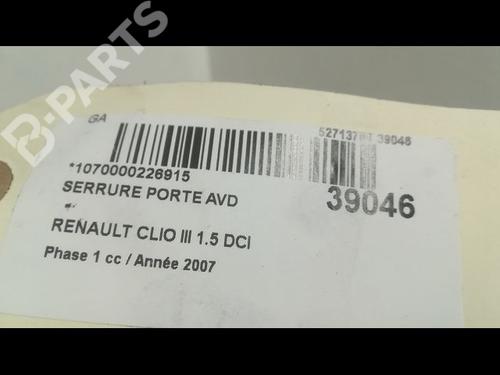 B-PARTS
GA
39046
*1070000226915
SERRURE PORTE AVD
39046
RENAULT CLIO III 1.5 DCI
Phase 1 cc / Année 2007